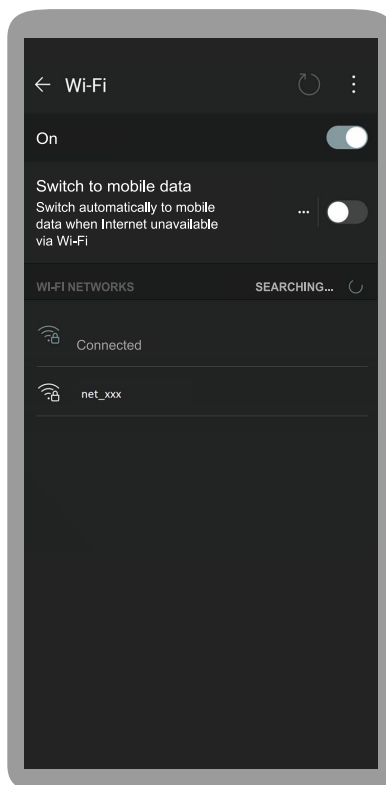 Wi-Fi
On
Switch to mobile data
Switch automatically to mobile
data when Internet unavailable
via Wi-Fi
WI-FI NETWORKS SEARCHING...
Connected
net_xxx